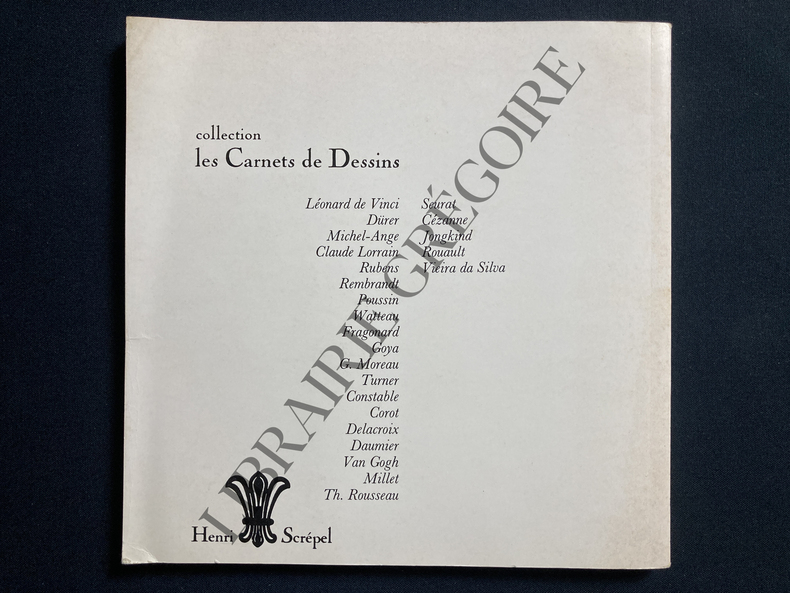 collection
les Carnets de Dessins
Léonard de Vinci
Dürer
Michel-Ange
Claude Lorrain
Rubens
Rembrandt
Poussin
Watteau
Fragonard
Goya
G. Moreau
Turner
Constable
Corot
Delacroix
Daumier
Van Gogh
Millet
Th. Rousseau
Seurat
Cézanne
Jongkind
Rouault
Vieira da Silva
Henri Scrépel
LIBRAIRIE GRÉGOIRE